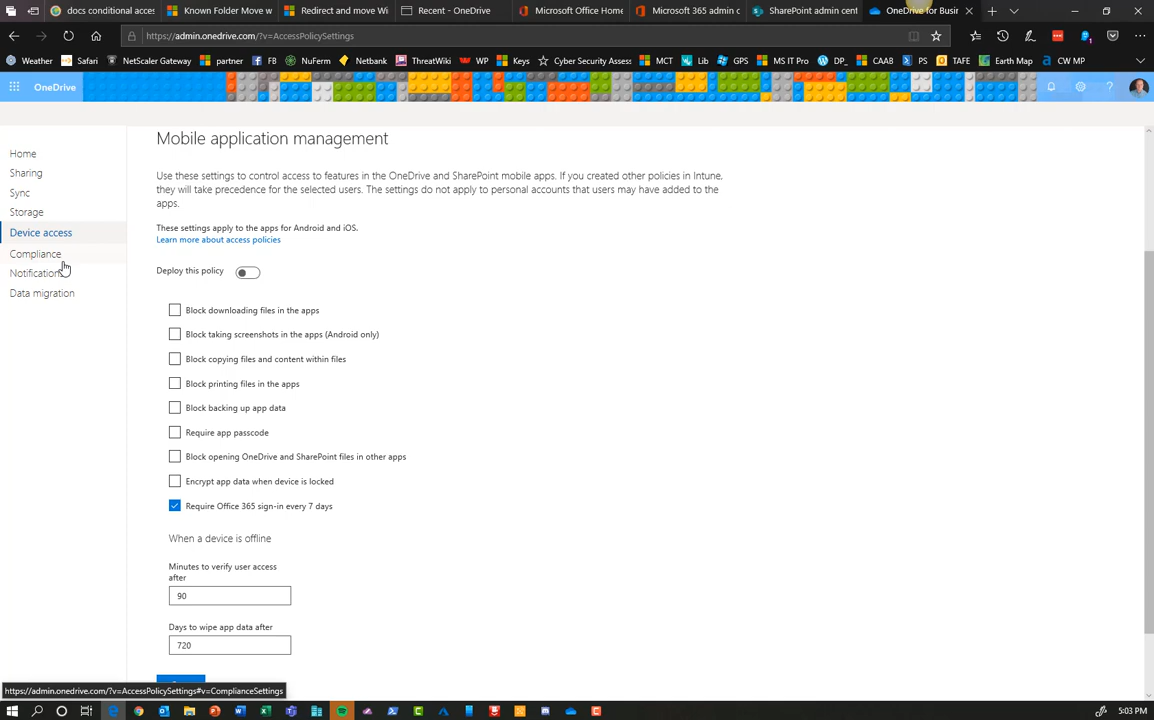 docs conditional acces
Known Folder Move w
Redirect and move Wi
Recent - OneDrive
Microsoft Office Home
Microsoft 365 admin c
SharePoint admin cent
OneDrive for Busin
https://admin.onedrive.com/?v=AccessPolicySettings
Weather
Safari
NetScaler Gateway
partner
FB
NuFerm
Netbank
ThreatWiki
WP
Keys
Cyber Security Assess
MCT
Lib
GPS
MS IT Pro
DP_
CAAB
PS
TAFE
Earth Map
CW MP
OneDrive
Home
Sharing
Sync
Storage
Device access
Compliance
Notifications
Data migration
Mobile application management
Use these settings to control access to features in the OneDrive and SharePoint mobile apps. If you created other policies in Intune,
they will take precedence for the selected users. The settings do not apply to personal accounts that users may have added to the
apps.
These settings apply to the apps for Android and iOS.
Learn more about access policies
Deploy this policy
Block downloading files in the apps
Block taking screenshots in the apps (Android only)
Block copying files and content within files
Block printing files in the apps
Block backing up app data
Require app passcode
Block opening OneDrive and SharePoint files in other apps
Encrypt app data when device is locked
Require Office 365 sign-in every 7 days
When a device is offline
Minutes to verify user access
after
90
Days to wipe app data after
720
https://admin.onedrive.com/?v=AccessPolicySettings#v=ComplianceSettings
5:03 PM